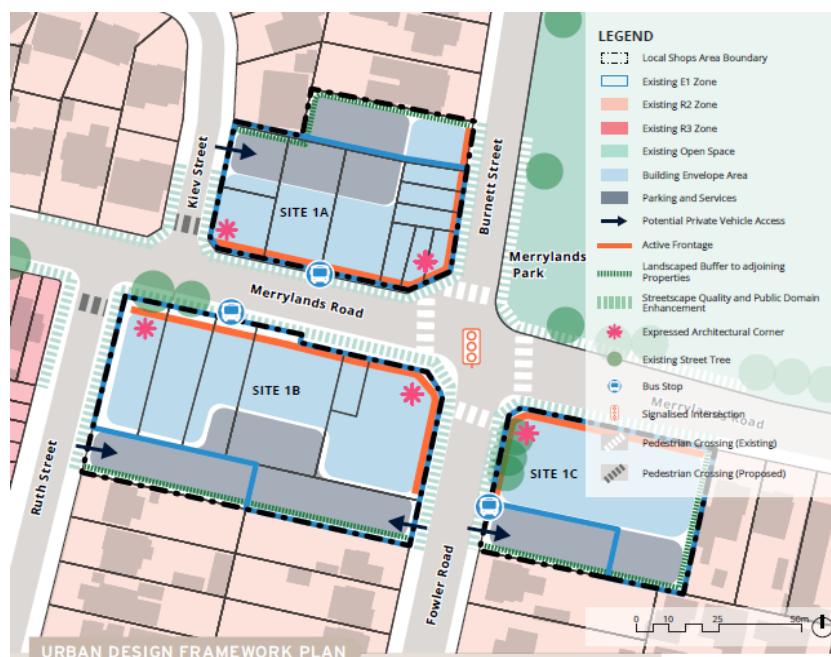 LEGEND
Local Shops Area Boundary
Existing E1 Zone
Existing R2 Zone
Existing R3 Zone
Existing Open Space
Building Envelope Area
Parking and Services
Potential Private Vehicle Access
Active Frontage
Landscaped Buffer to adjoining
Properties
Streetscape Quality and Public Domain
Enhancement
Expressed Architectural Corner
Existing Street Tree
Bus Stop
Signalised Intersection
Pedestrian Crossing (Existing)
Pedestrian Crossing (Proposed)
Kiev Street
SITE 1A
Burnett Street
Merrylands
Park
Merrylands Road
Merrylands Road
SITE 1B
SITE 1C
Ruth Street
Fowler Road
0 10 25 50m
URBAN DESIGN FRAMEWORK PLAN